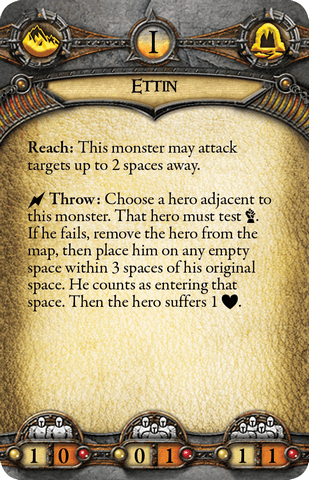 I
ETTIN
Reach: This monster may attack
targets up to 2 spaces away.
Throw: Choose a hero adjacent to
this monster. That hero must test .
If he fails, remove the hero from the
map, then place him on any empty
space within 3 spaces of his original
space. He counts as entering that
space. Then the hero suffers 1 .
1 0 0 1 1 1